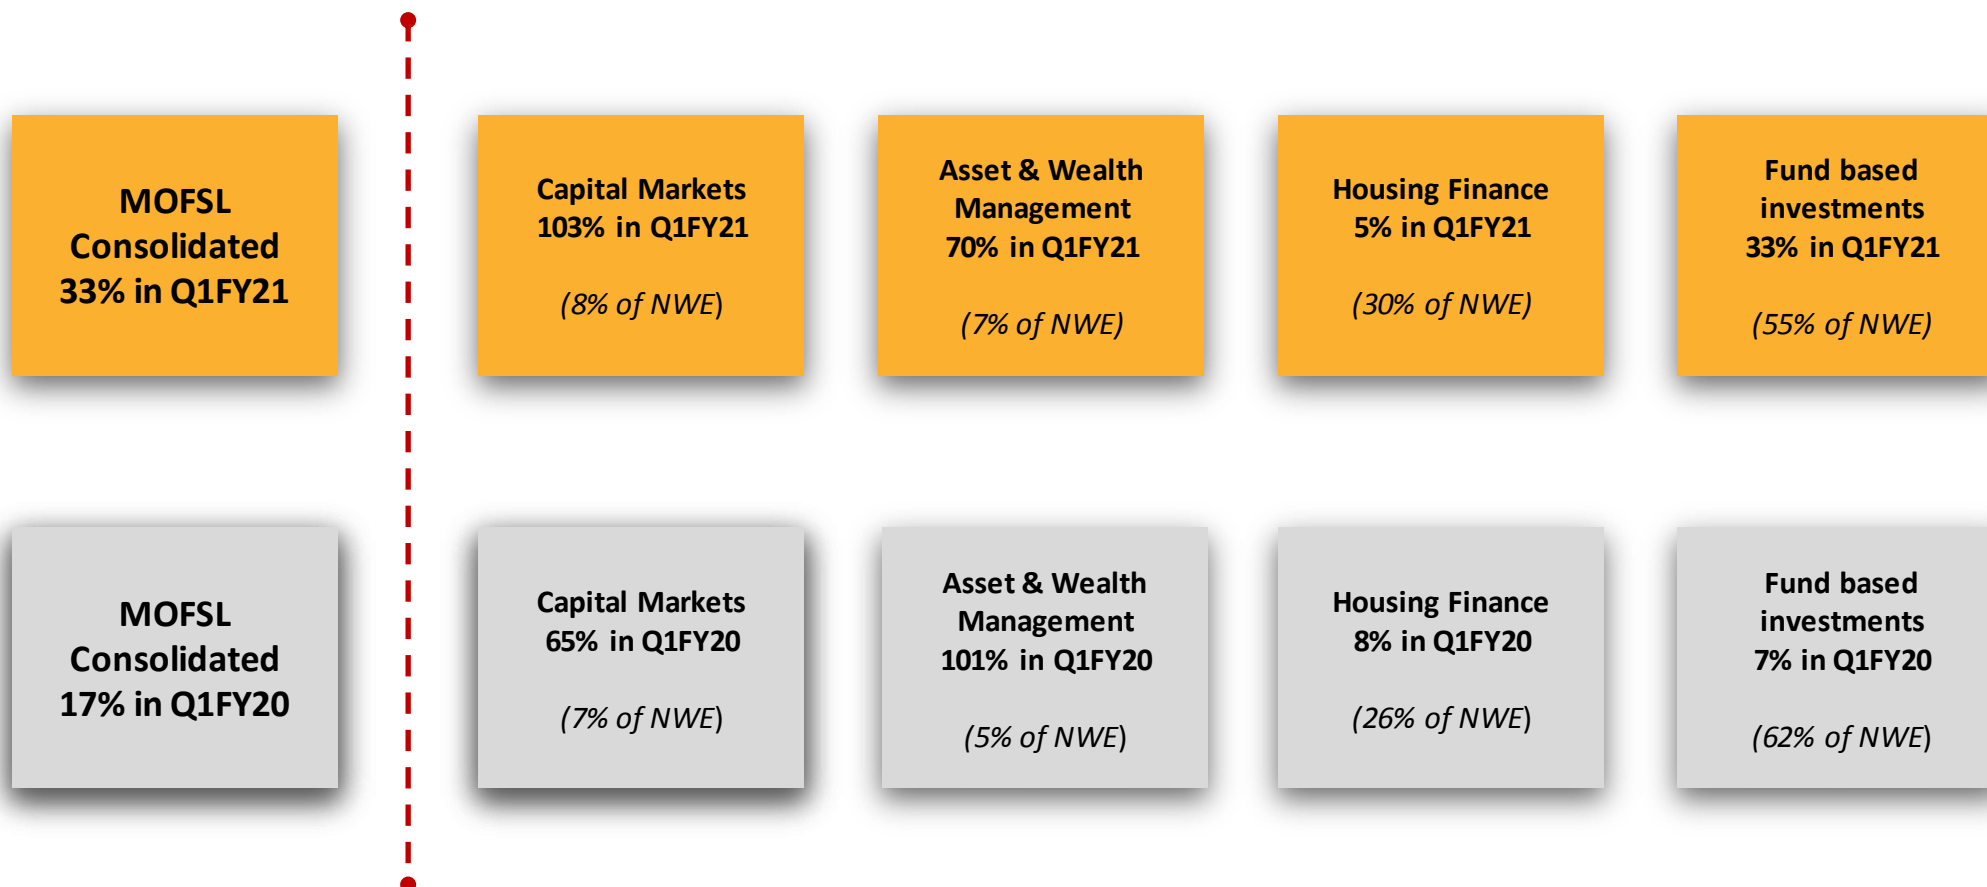 MOFSL
Consolidated
33% in Q1FY21
Capital Markets
103% in Q1FY21
(8% of NWE)
Asset & Wealth
Management
70% in Q1FY21
(7% of NWE)
Housing Finance
5% in Q1FY21
(30% of NWE)
Fund based
investments
33% in Q1FY21
(55% of NWE)
MOFSL
Consolidated
17% in Q1FY20
Capital Markets
65% in Q1FY20
(7% of NWE)
Asset & Wealth
Management
101% in Q1FY20
(5% of NWE)
Housing Finance
8% in Q1FY20
(26% of NWE)
Fund based
investments
7% in Q1FY20
(62% of NWE)